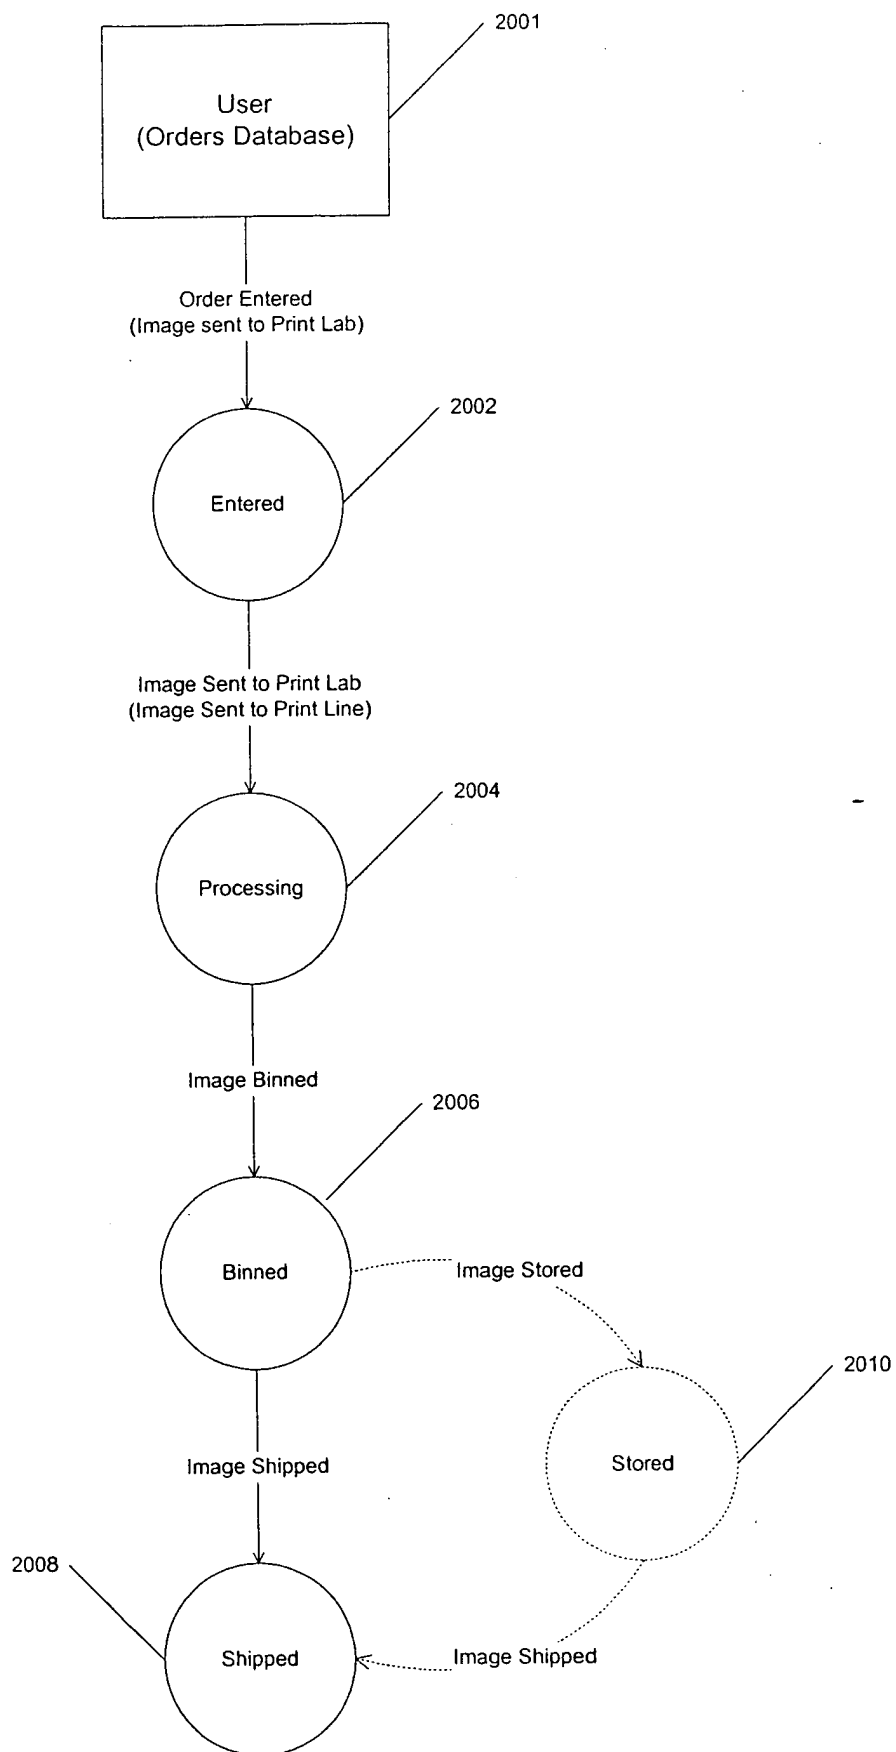 2001
User
(Orders Database)
Order Entered
(Image sent to Print Lab)
2002
Entered
Image Sent to Print Lab
(Image Sent to Print Line)
2004
Processing
Image Binned
2006
Binned
Image Stored
2010
Stored
Image Shipped
2008
Shipped
Image Shipped